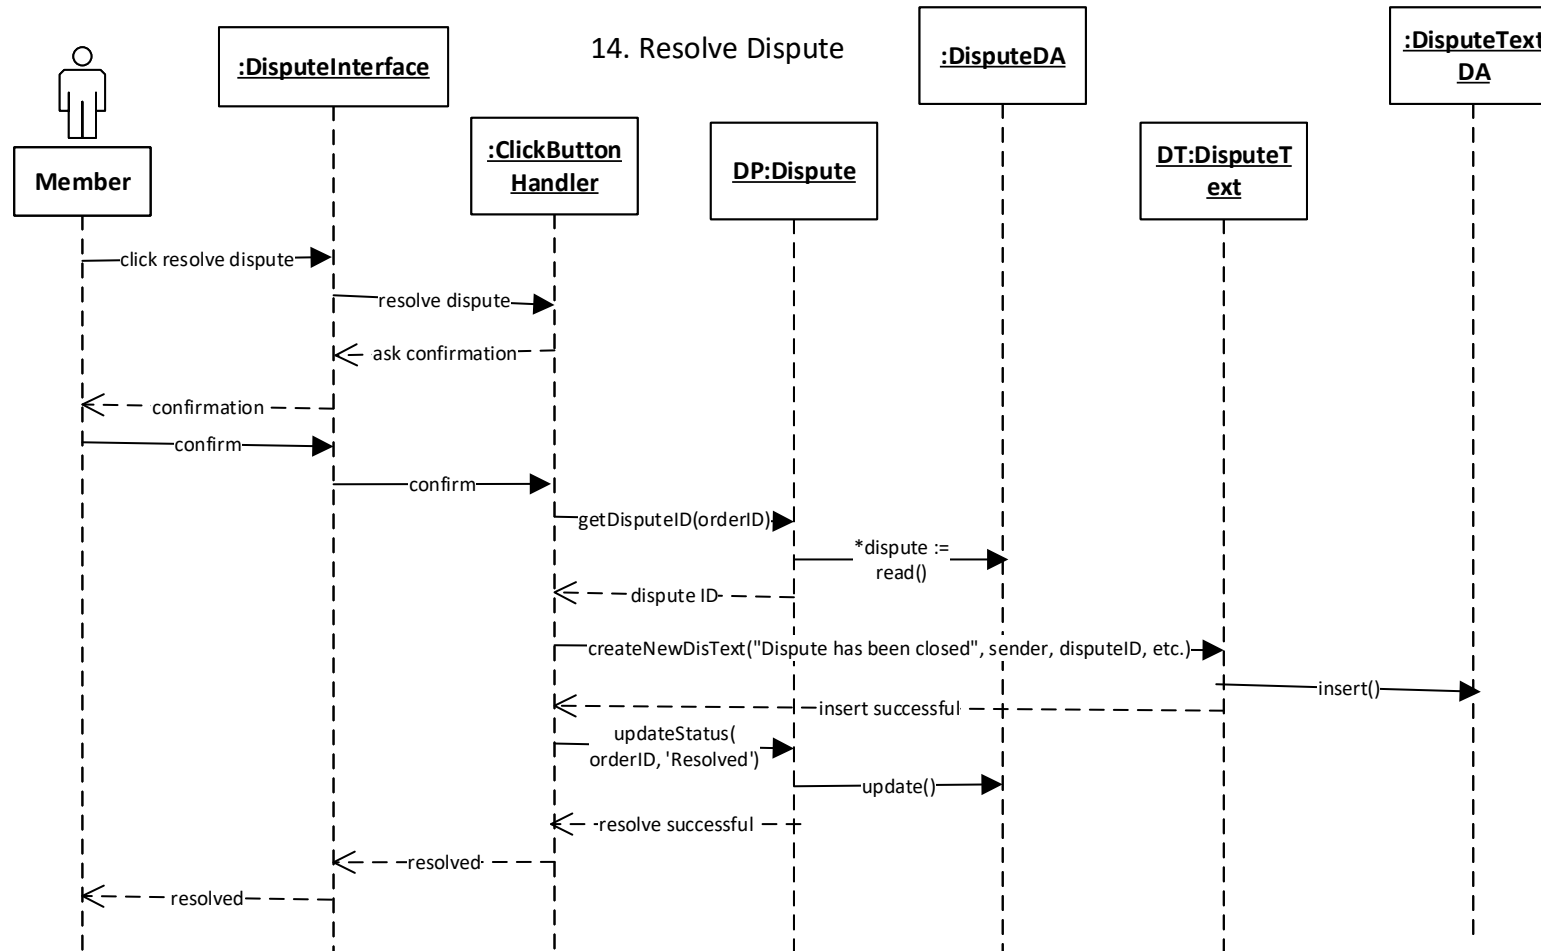 14. Resolve Dispute
:DisputeInterface
:DisputeDA
:DisputeText
DA
:ClickButton
Handler
DP:Dispute
DT:DisputeT
ext
Member
click resolve dispute
resolve dispute
ask confirmation
confirmation
confirm
confirm
getDisputeID(orderID)
*dispute :=
read()
dispute ID
createNewDisText("Dispute has been closed", sender, disputeID, etc.)
insert()
insert successful
updateStatus(
orderID, 'Resolved')
update()
resolve successful
resolved
resolved